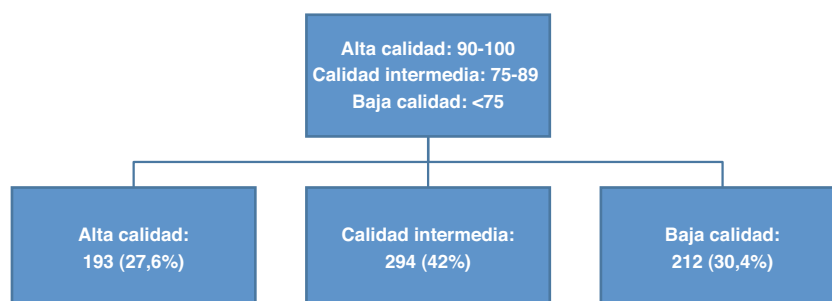 Alta calidad: 90-100
Calidad intermedia: 75-89
Baja calidad: <75
Alta calidad:
193 (27,6%)
Calidad intermedia:
294 (42%)
Baja calidad:
212 (30,4%)